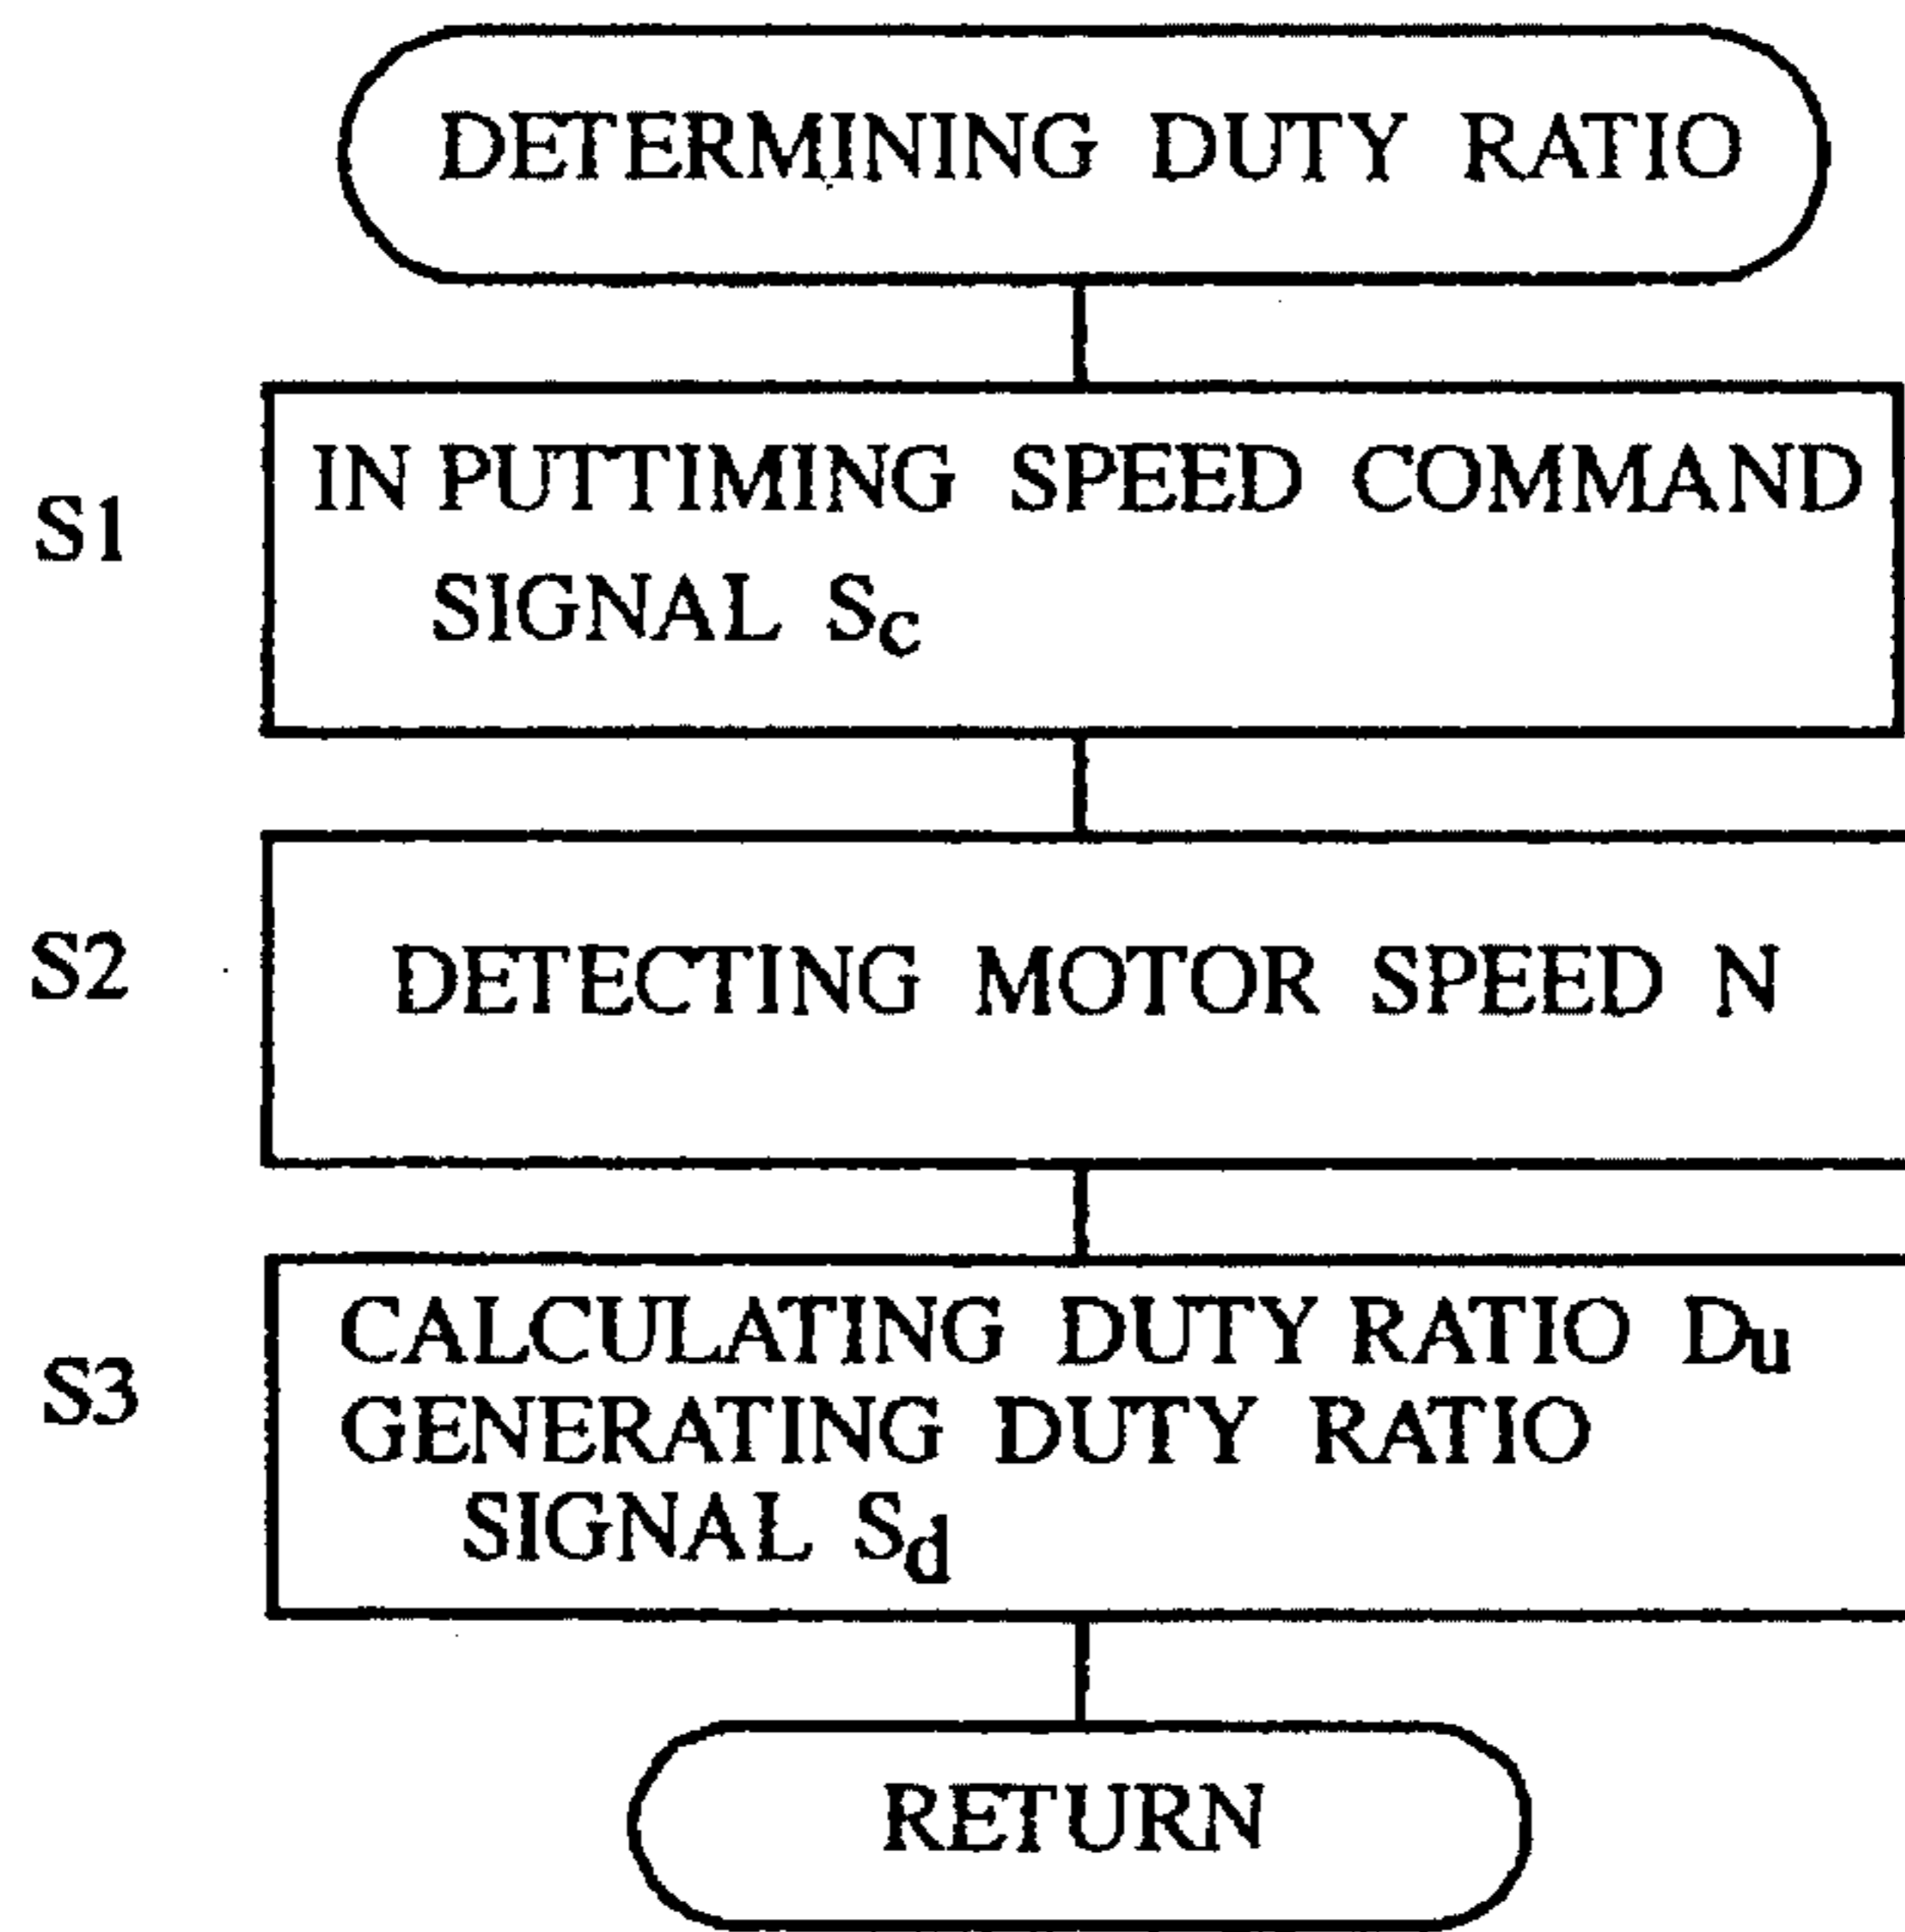 DETERMINING DUTY RATIO
S1
IN PUTTIMING SPEED COMMAND
SIGNAL Sc
S2
DETECTING MOTOR SPEED N
S3
CALCULATING DUTY RATIO Du
GENERATING DUTY RATIO
SIGNAL Sd
RETURN